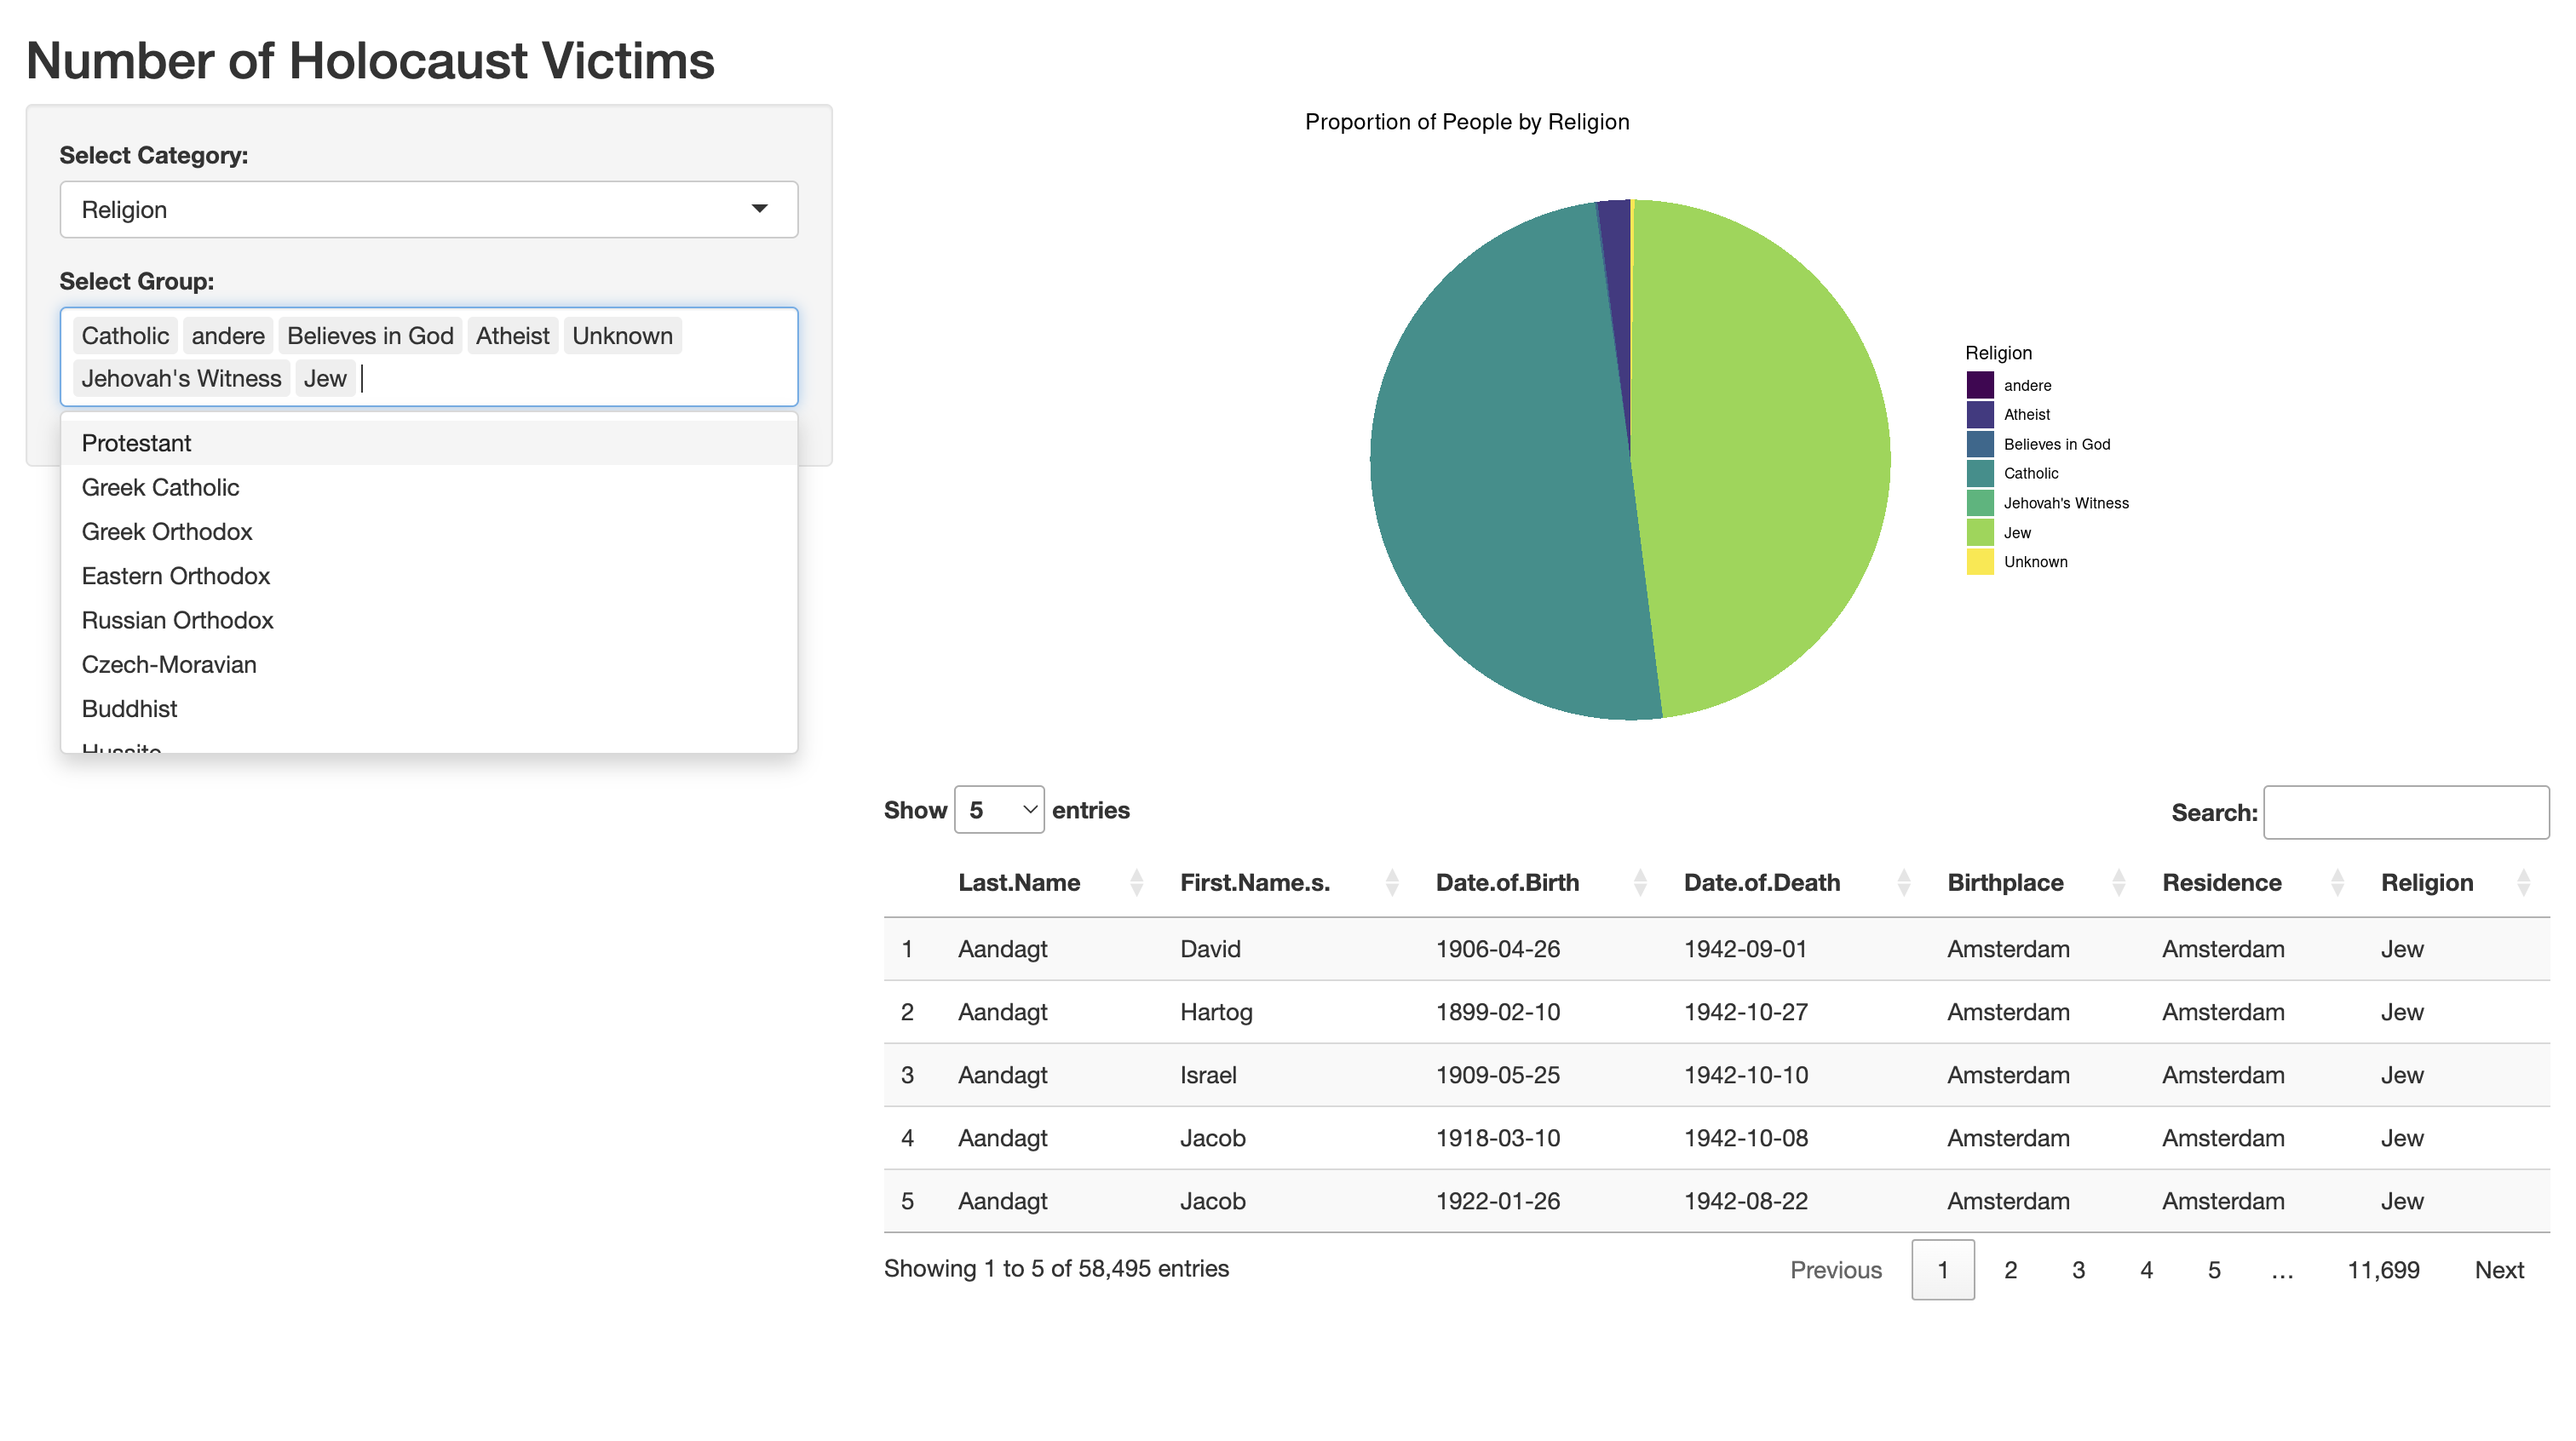 Number of Holocaust Victims
Select Category:
Religion
Select Group:
Catholic andere Believes in God Atheist Unknown
Jehovah's Witness Jew
Protestant
Greek Catholic
Greek Orthodox
Eastern Orthodox
Russian Orthodox
Czech-Moravian
Buddhist
Hussite
Proportion of People by Religion
Religion
andere
Atheist
Believes in God
Catholic
Jehovah's Witness
Jew
Unknown
Show 5 entries
Search:
Last.Name First.Name.s. Date.of.Birth Date.of.Death Birthplace Residence Religion
1 Aandagt David 1906-04-26 1942-09-01 Amsterdam Amsterdam Jew
2 Aandagt Hartog 1899-02-10 1942-10-27 Amsterdam Amsterdam Jew
3 Aandagt Israel 1909-05-25 1942-10-10 Amsterdam Amsterdam Jew
4 Aandagt Jacob 1918-03-10 1942-10-08 Amsterdam Amsterdam Jew
5 Aandagt Jacob 1922-01-26 1942-08-22 Amsterdam Amsterdam Jew
Showing 1 to 5 of 58,495 entries
Previous 1 2 3 4 5 … 11,699 Next